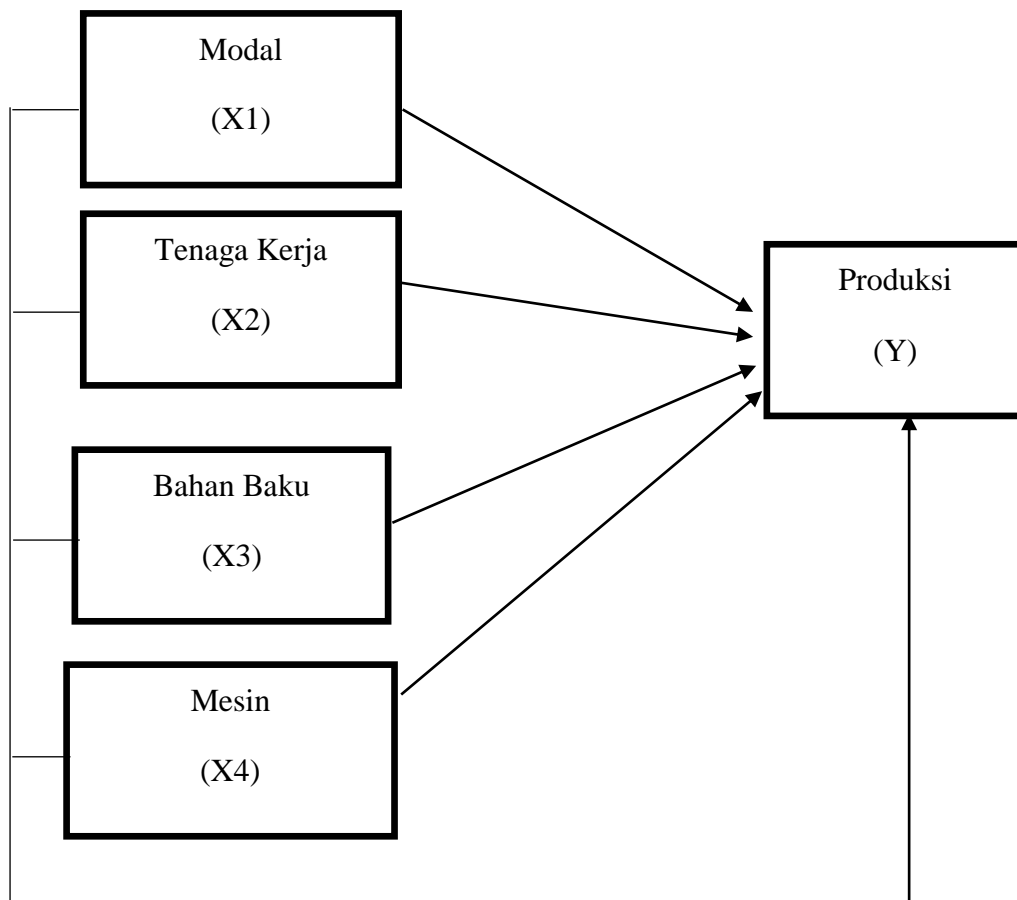 Modal
(X1)
Tenaga Kerja
(X2)
Produksi
(Y)
Bahan Baku
(X3)
Mesin
(X4)